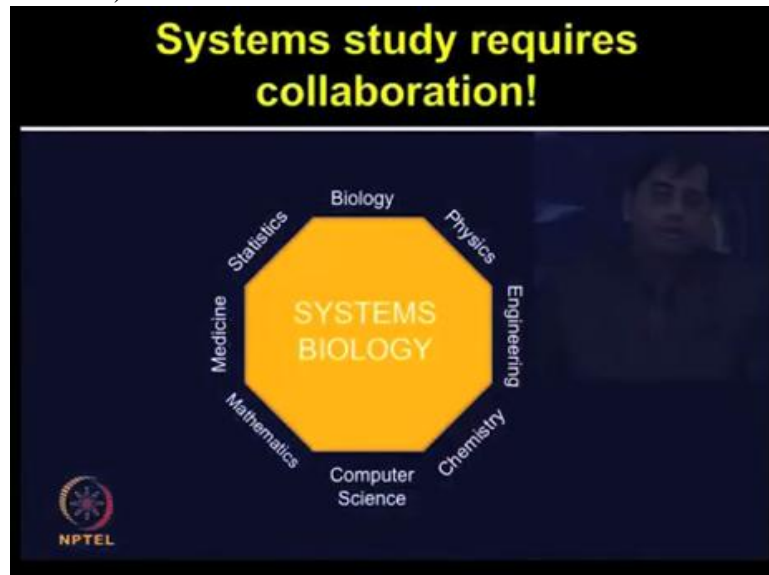 Systems study requires
collaboration!
Biology
Physics
Engineering
Chemistry
Computer
Science
Mathematics
Medicine
Statistics
SYSTEMS
BIOLOGY
NPTEL